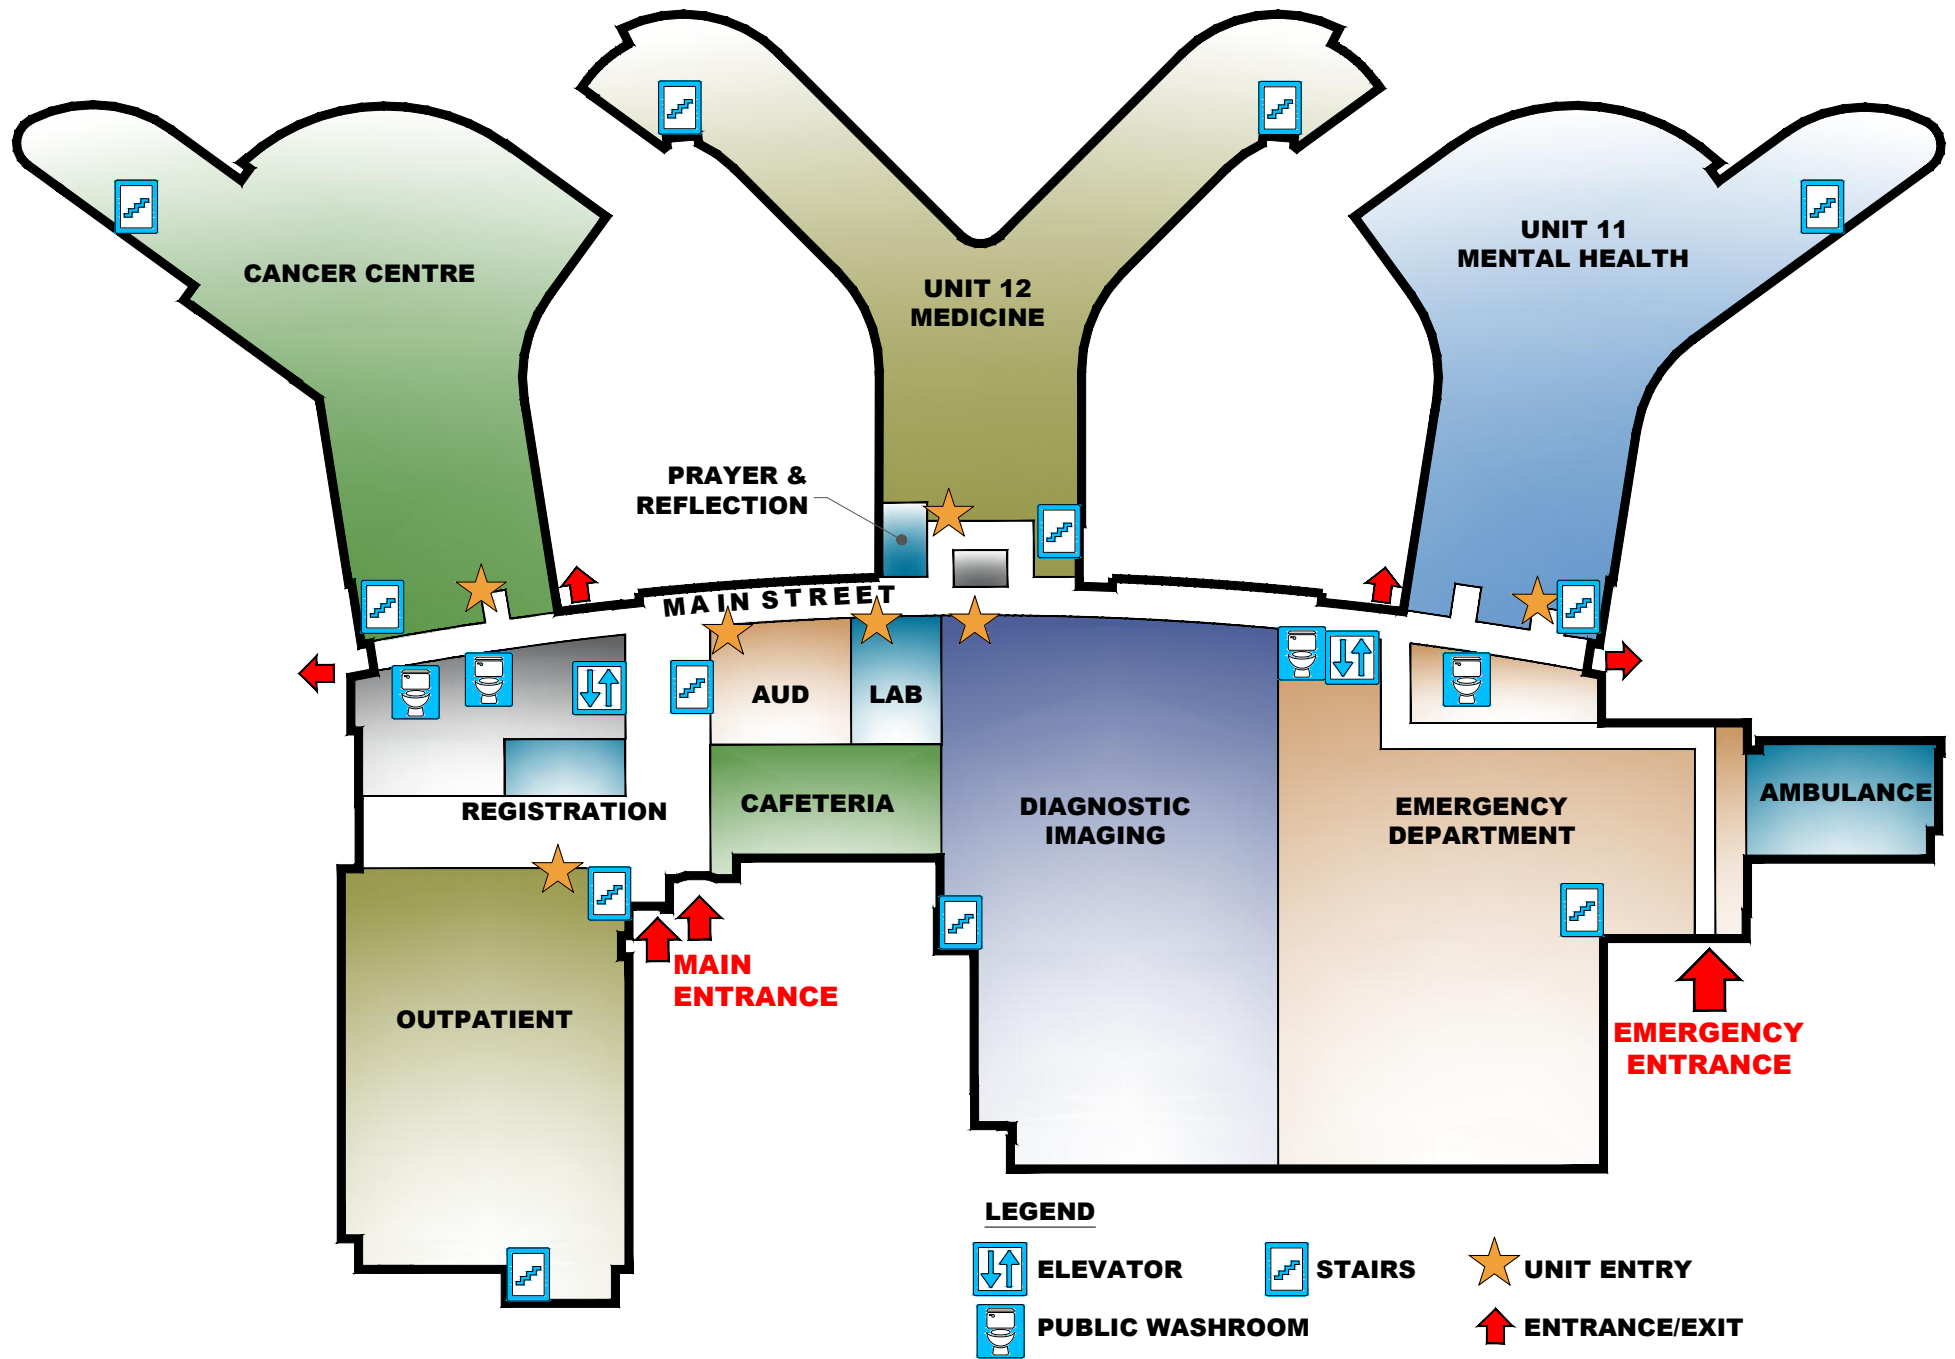 CANCER CENTRE
UNIT 12
MEDICINE
UNIT 11
MENTAL HEALTH
PRAYER &
REFLECTION
MAIN STREET
AUD
LAB
CAFETERIA
REGISTRATION
DIAGNOSTIC
IMAGING
EMERGENCY
DEPARTMENT
AMBULANCE
OUTPATIENT
MAIN
ENTRANCE
EMERGENCY
ENTRANCE
LEGEND
ELEVATOR
STAIRS
UNIT ENTRY
PUBLIC WASHROOM
ENTRANCE/EXIT